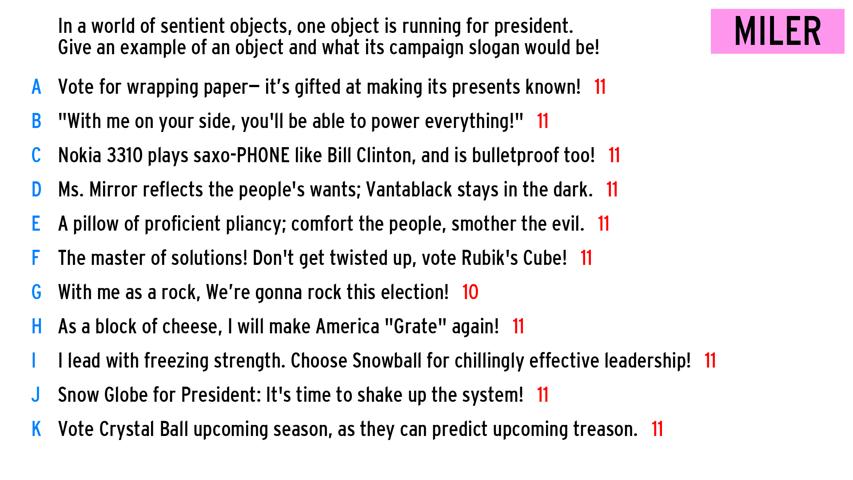 In a world of sentient objects, one object is running for president.
Give an example of an object and what its campaign slogan would be!
MILER
A Vote for wrapping paper– it’s gifted at making its presents known! 11
B "With me on your side, you'll be able to power everything!" 11
C Nokia 3310 plays saxo-PHONE like Bill Clinton, and is bulletproof too! 11
D Ms. Mirror reflects the people's wants; Vantablack stays in the dark. 11
E A pillow of proficient pliancy; comfort the people, smother the evil. 11
F The master of solutions! Don't get twisted up, vote Rubik's Cube! 11
G With me as a rock, We’re gonna rock this election! 10
H As a block of cheese, I will make America "Grate" again! 11
I I lead with freezing strength. Choose Snowball for chillingly effective leadership! 11
J Snow Globe for President: It's time to shake up the system! 11
K Vote Crystal Ball upcoming season, as they can predict upcoming treason. 11